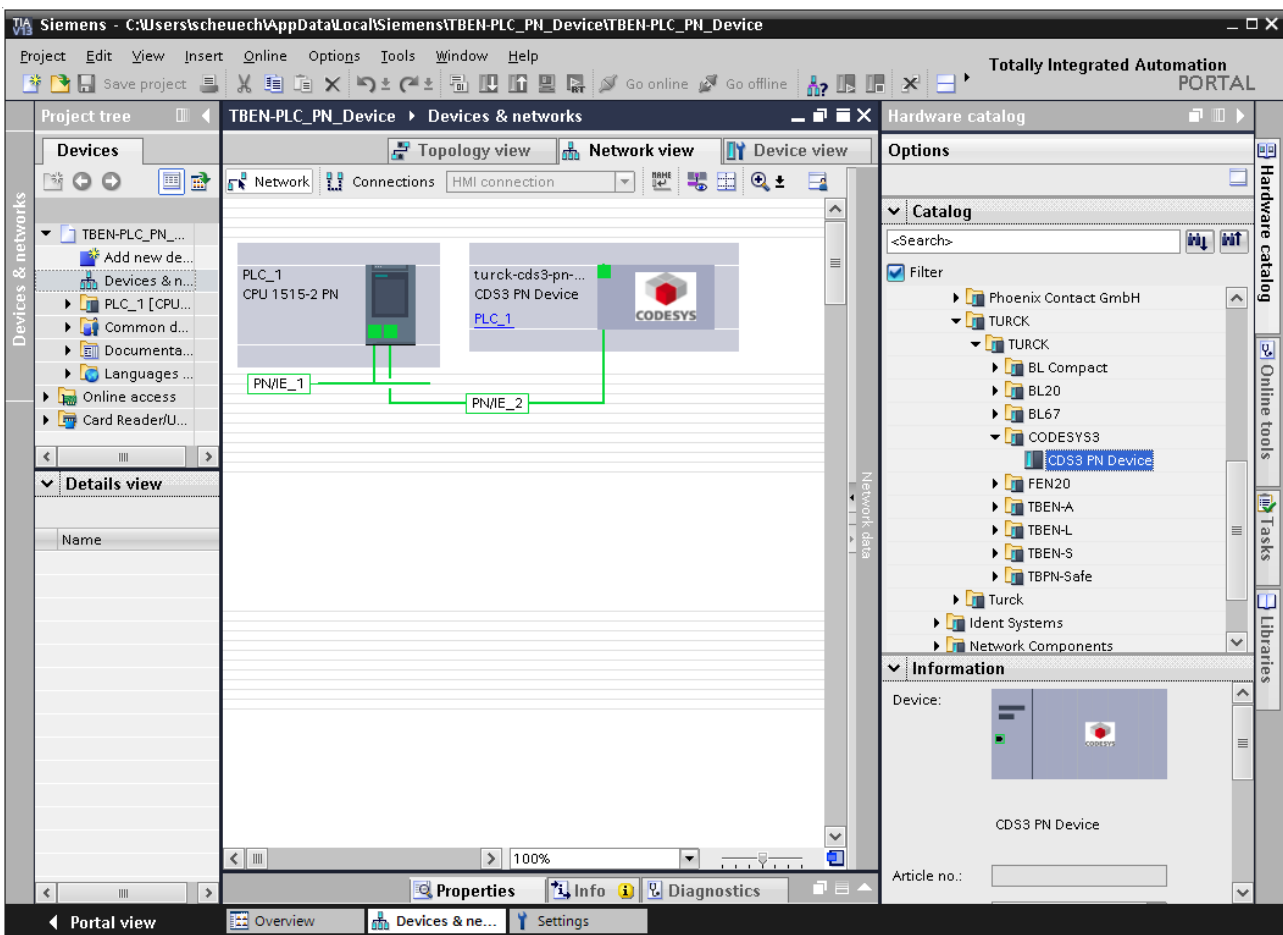 TIA V13 Siemens - C:\Users\scheuech\AppData\Local\Siemens\TBEN-PLC_PN_Device\TBEN-PLC_PN_Device
Project Edit View Insert Online Options Tools Window Help
Totally Integrated Automation
PORTAL
Save project Go online Go offline
Project tree
Devices
Devices & networks
TBEN-PLC_PN_...
Add new de...
Devices & n...
PLC_1 [CPU...
Common d...
Documenta...
Languages ...
Online access
Card Reader/U...
Details view
Name
TBEN-PLC_PN_Device Devices & networks
Topology view Network view Device view
Network Connections HMI connection
PLC_1
CPU 1515-2 PN
turck-cds3-pn-...
CDS3 PN Device
PLC_1
CODESYS
PN/IE_1
PN/IE_2
Network data
100%
Properties Info Diagnostics
Hardware catalog
Options
Catalog
<Search>
Filter
Phoenix Contact GmbH
TURCK
TURCK
BL Compact
BL20
BL67
CODESYS3
CDS3 PN Device
FEN20
TBEN-A
TBEN-L
TBEN-S
TBPN-Safe
Turck
Ident Systems
Network Components
Information
Device:
CODESYS
CDS3 PN Device
Article no.:
Hardware catalog
Online tools
Tasks
Libraries
Portal view Overview Devices & ne... Settings